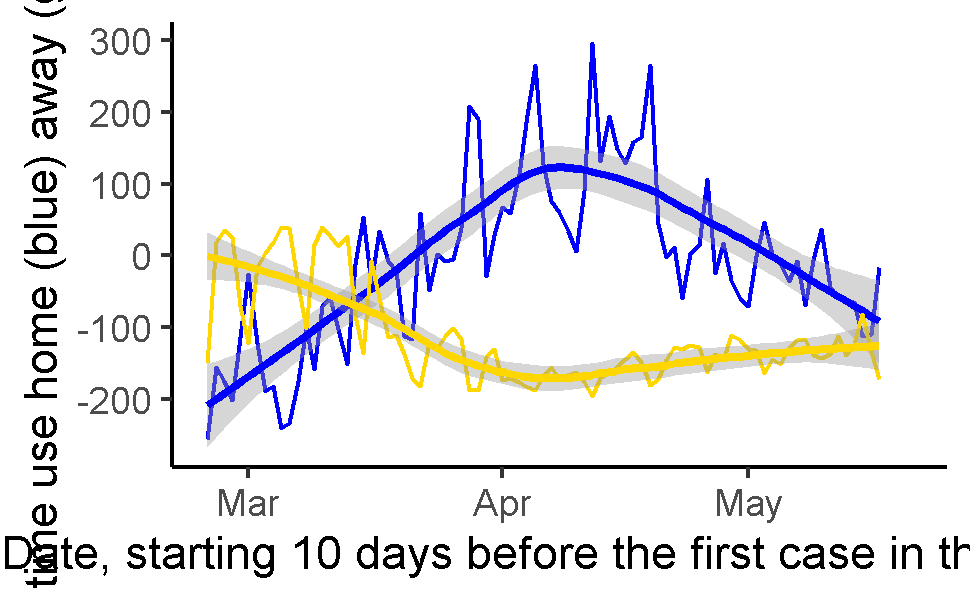 time use home (blue) away (
300
200
100
0
-100
-200
Mar Apr May
Date, starting 10 days before the first case in th